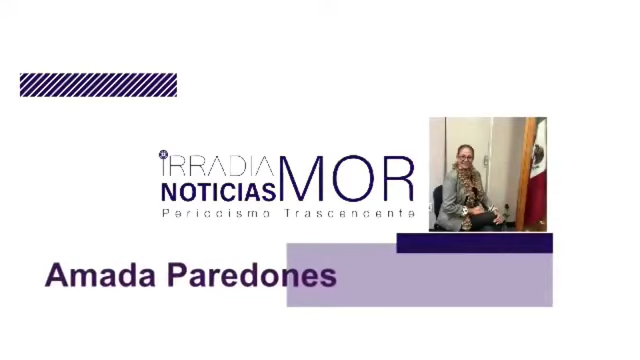 iRRADIA
NOTICIAS MOR
Periodismo Trascendente
Amada Paredones